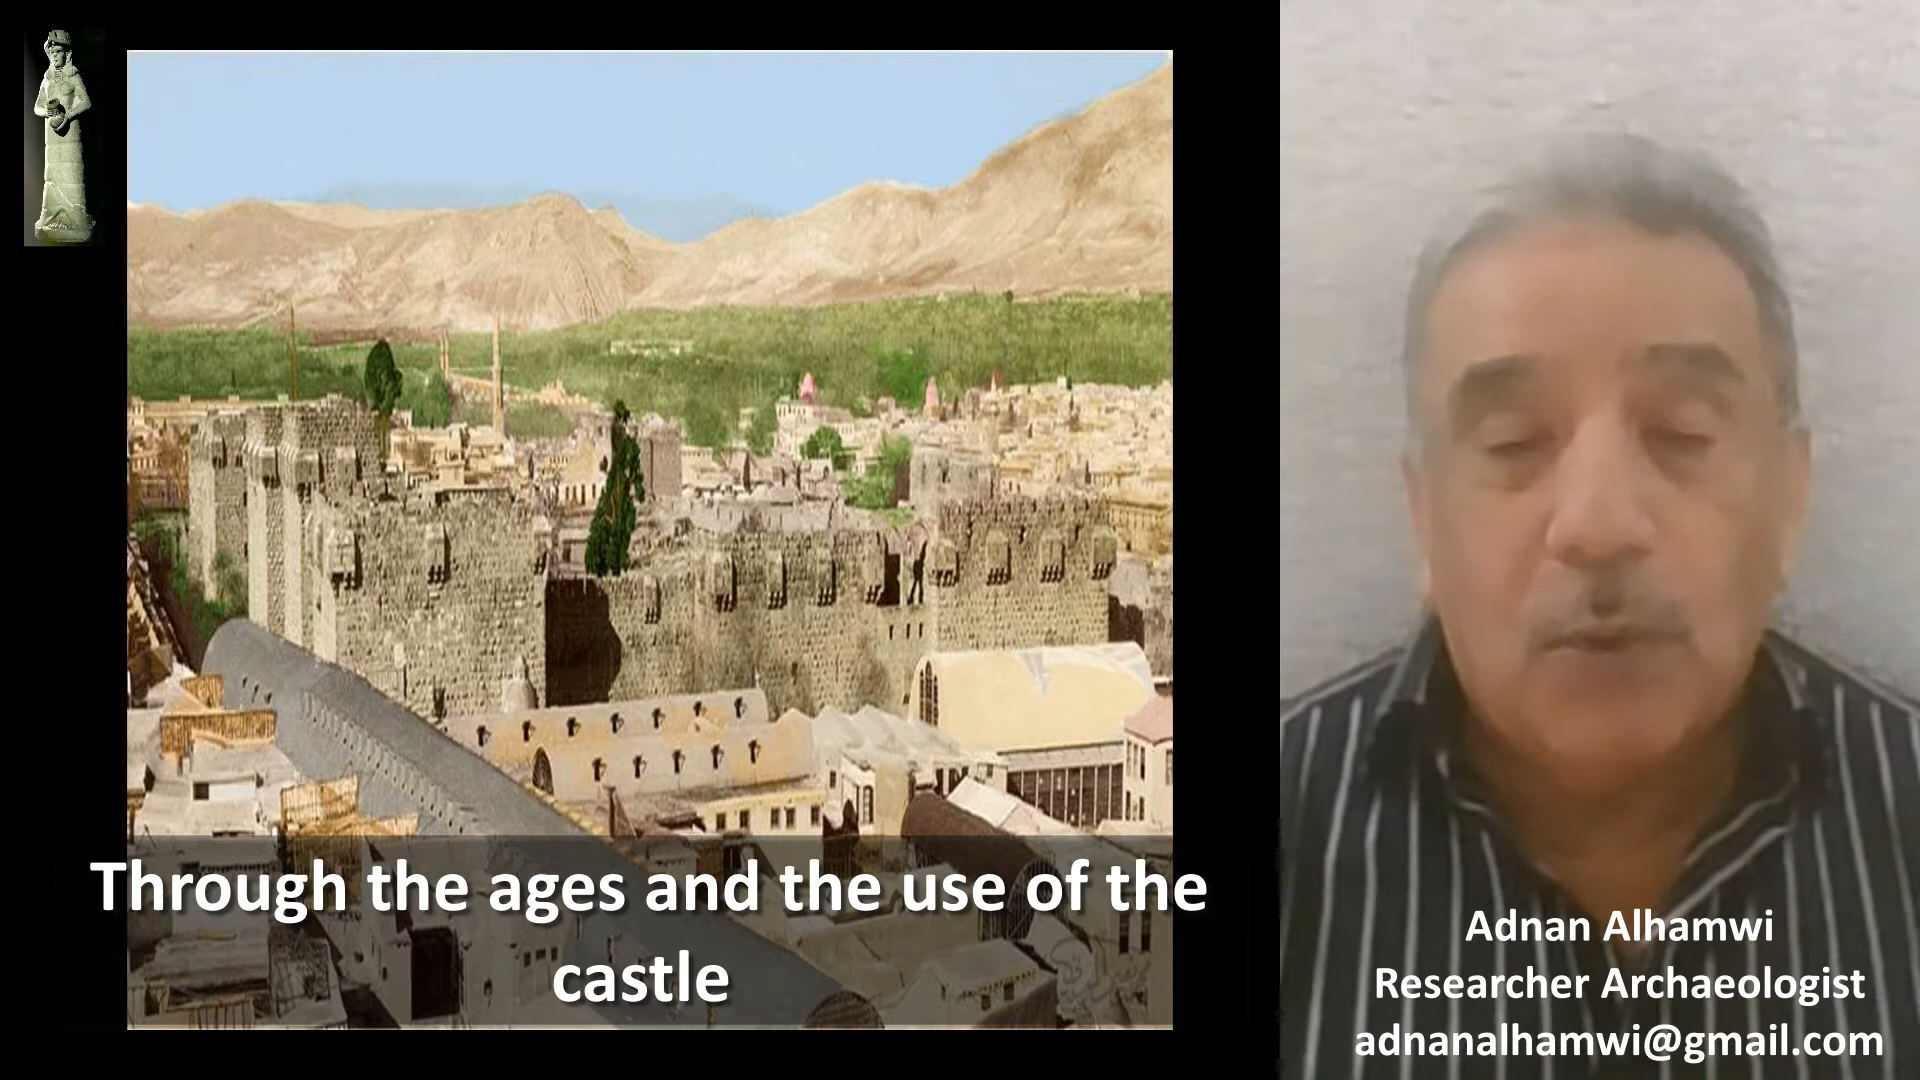 Through the ages and the use of the
castle
Adnan Alhamwi
Researcher Archaeologist
adnanalhamwi@gmail.com